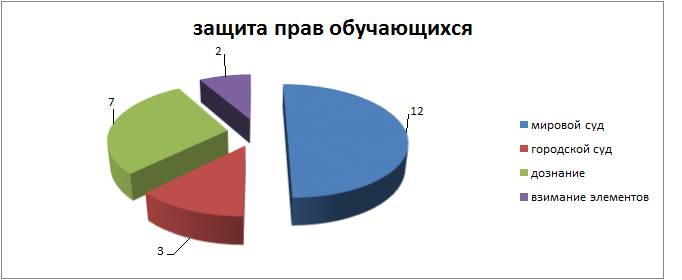 защита прав обучающихся
2
7
12
3
мировой суд
городской суд
дознание
взимание элементов